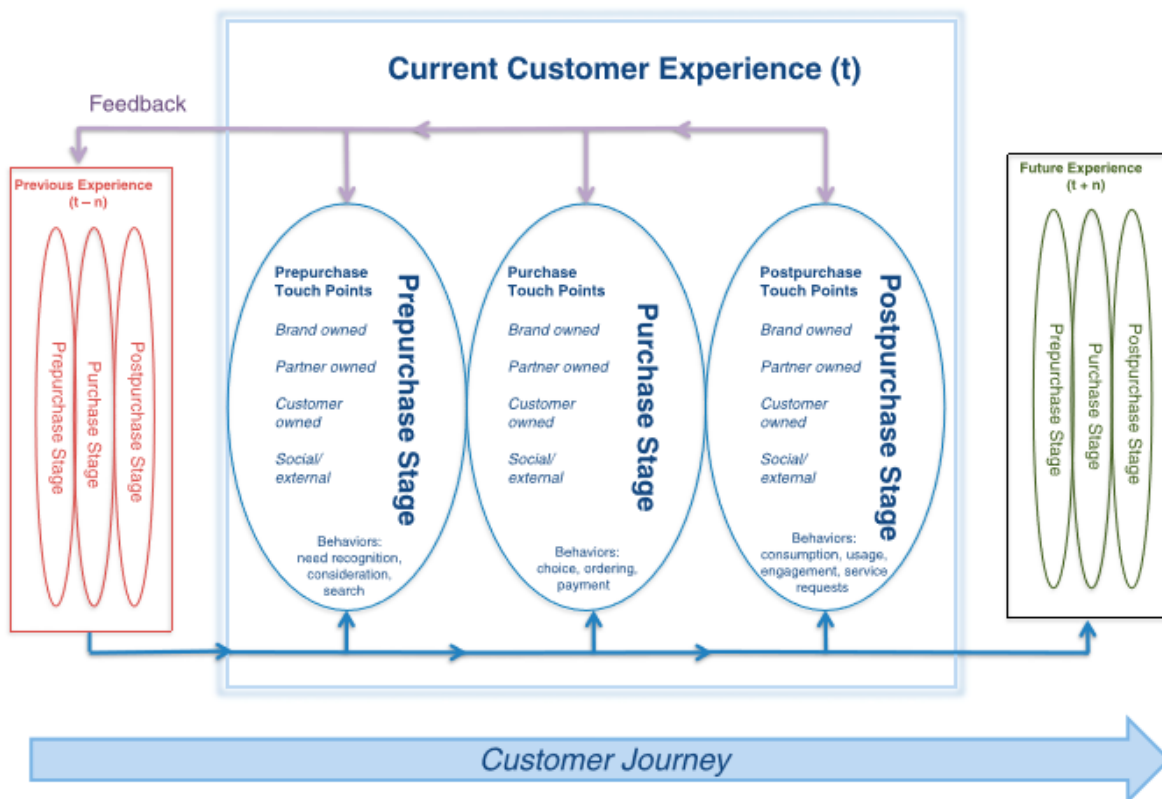 Current Customer Experience (t)
Feedback
Previous Experience
(t – n)
Prepurchase Stage
Purchase Stage
Postpurchase Stage
Prepurchase
Touch Points
Brand owned
Partner owned
Customer
owned
Social/
external
Prepurchase Stage
Behaviors:
need recognition,
consideration,
search
Purchase
Touch Points
Brand owned
Partner owned
Customer
owned
Social/
external
Purchase Stage
Behaviors:
choice, ordering,
payment
Postpurchase
Touch Points
Brand owned
Partner owned
Customer
owned
Social/
external
Postpurchase Stage
Behaviors:
consumption, usage,
engagement, service
requests
Future Experience
(t + n)
Prepurchase Stage
Purchase Stage
Postpurchase Stage
Customer Journey